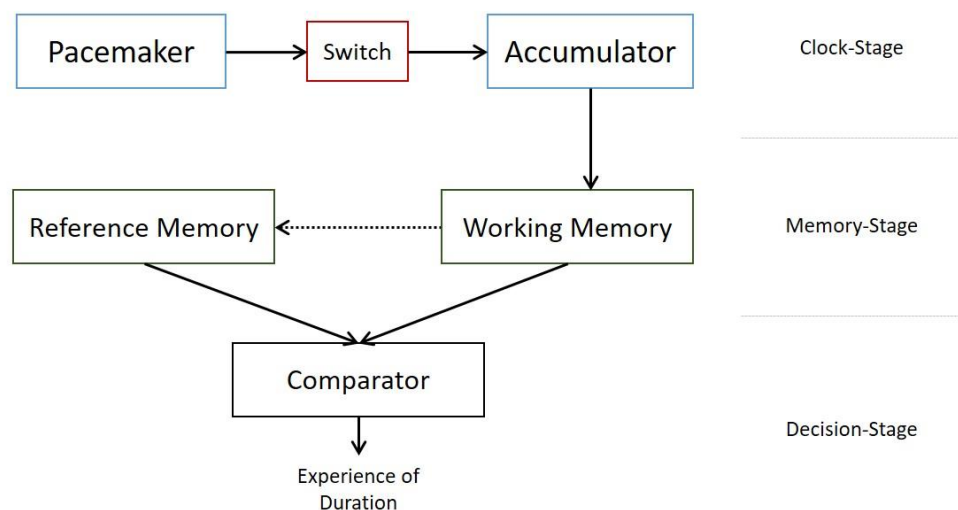 Pacemaker
Switch
Accumulator
Clock-Stage
Reference Memory
Working Memory
Memory-Stage
Comparator
Decision-Stage
Experience of
Duration